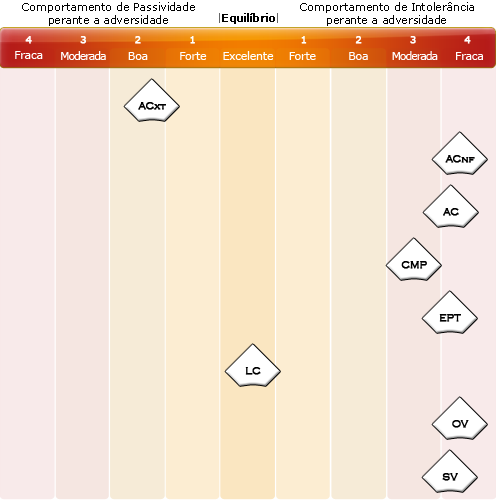 Comportamento de Passividade
perante a adversidade
|Equilíbrio|
Comportamento de Intolerância
perante a adversidade
4 3 2 1 1 2 3 4
Fraca Moderada Boa Forte Excelente Forte Boa Moderada Fraca
ACXT
ACNF
AC
CMP
EPT
LC
OV
SV